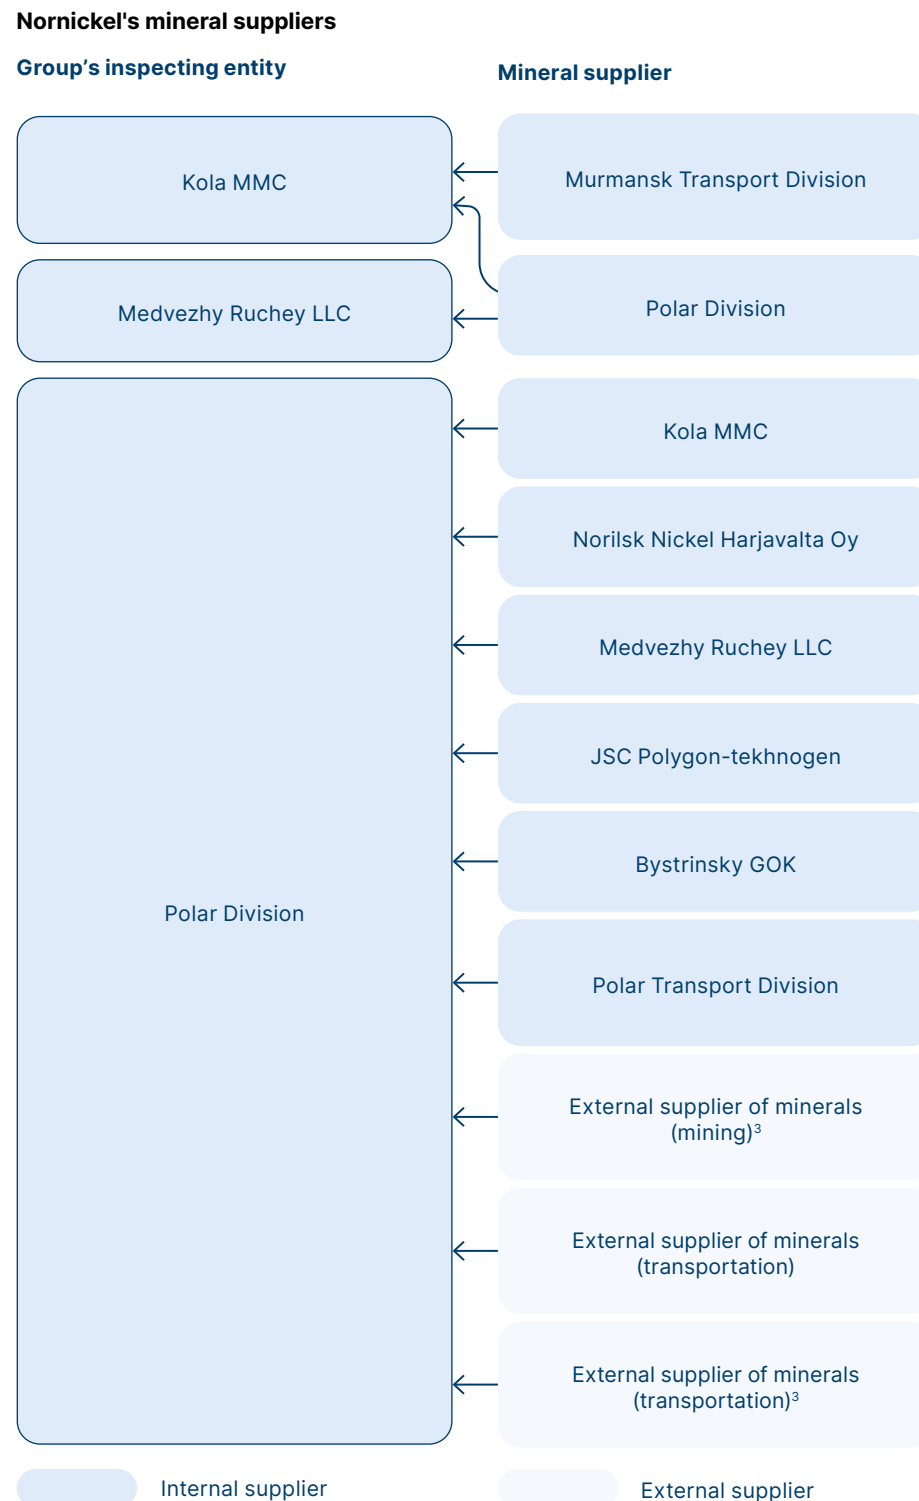 Nornickel's mineral suppliers
Group’s inspecting entity
Mineral supplier
Kola MMC
Murmansk Transport Division
Medvezhy Ruchey LLC
Polar Division
Polar Division
Kola MMC
Norilsk Nickel Harjavalta Oy
Medvezhy Ruchey LLC
JSC Polygon-tekhnogen
Bystrinsky GOK
Polar Transport Division
External supplier of minerals
(mining)³
External supplier of minerals
(transportation)
External supplier of minerals
(transportation)³
Internal supplier
External supplier